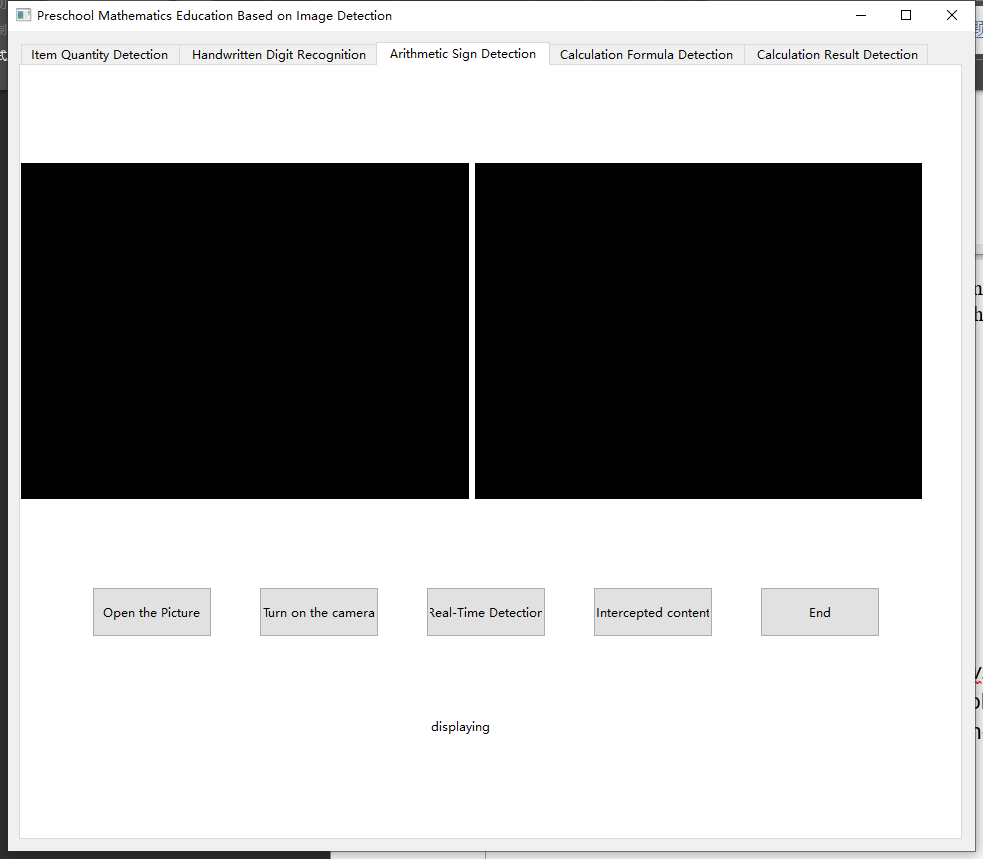 Preschool Mathematics Education Based on Image Detection
Item Quantity Detection Handwritten Digit Recognition Arithmetic Sign Detection Calculation Formula Detection Calculation Result Detection
Open the Picture Turn on the camera Real-Time Detection Intercepted content End
displaying